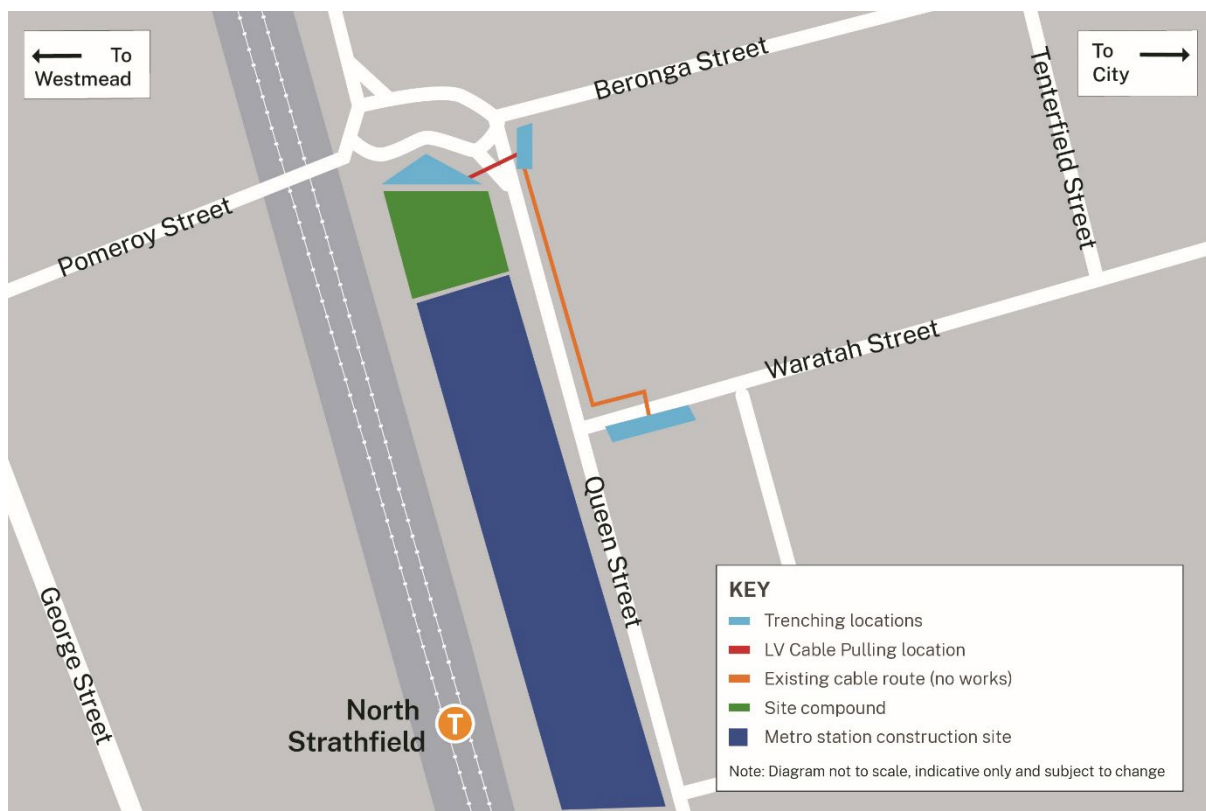 To
Westmead
Beronga Street
Tenterfield Street
To
City
Pomeroy Street
Waratah Street
Queen Street
George Street
North
Strathfield
T
KEY
Trenching locations
LV Cable Pulling location
Existing cable route (no works)
Site compound
Metro station construction site
Note: Diagram not to scale, indicative only and subject to change